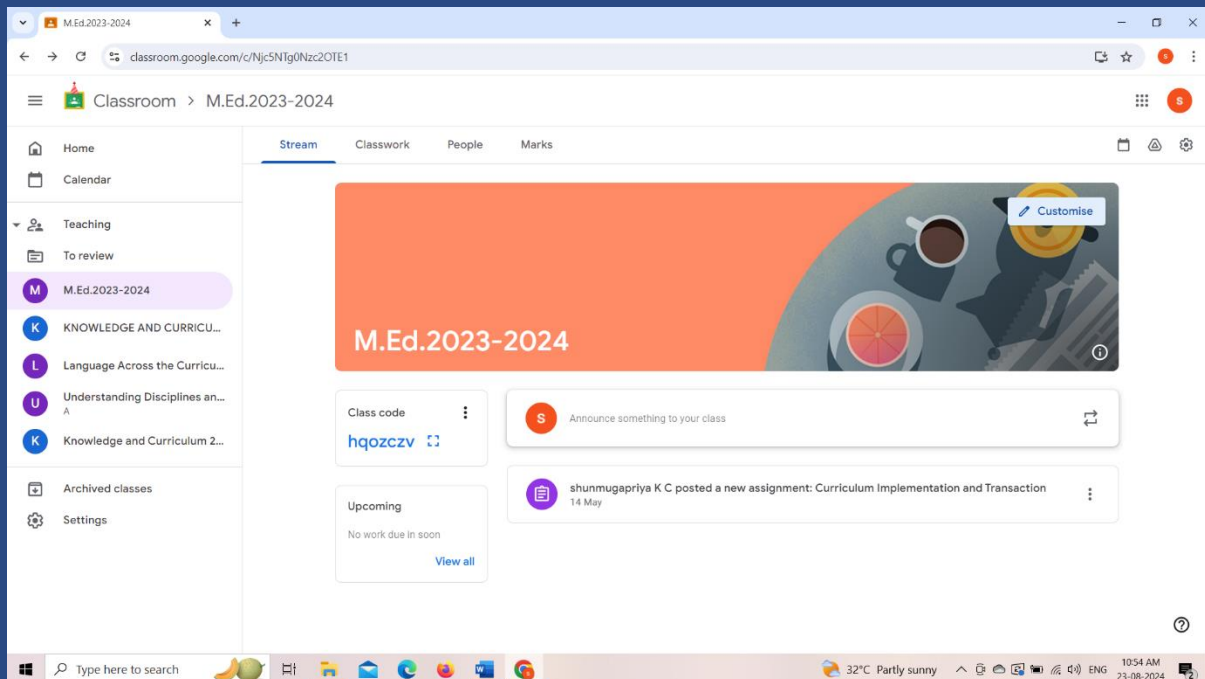 M.Ed.2023-2024
classroom.google.com/c/Njc5NTg0Nzc2OTE1
S
Classroom > M.Ed.2023-2024
S
Home
Calendar
Teaching
To review
M M.Ed.2023-2024
K KNOWLEDGE AND CURRICU...
L Language Across the Curricu...
U Understanding Disciplines an...
A
K Knowledge and Curriculum 2...
Archived classes
Settings
Stream Classwork People Marks
Customise
M.Ed.2023-2024
Class code
hqozczv
Upcoming
No work due in soon
View all
S Announce something to your class
shunmugapriya K C posted a new assignment: Curriculum Implementation and Transaction
14 May
Type here to search
32°C Partly sunny ENG 10:54 AM
23-08-2024
2